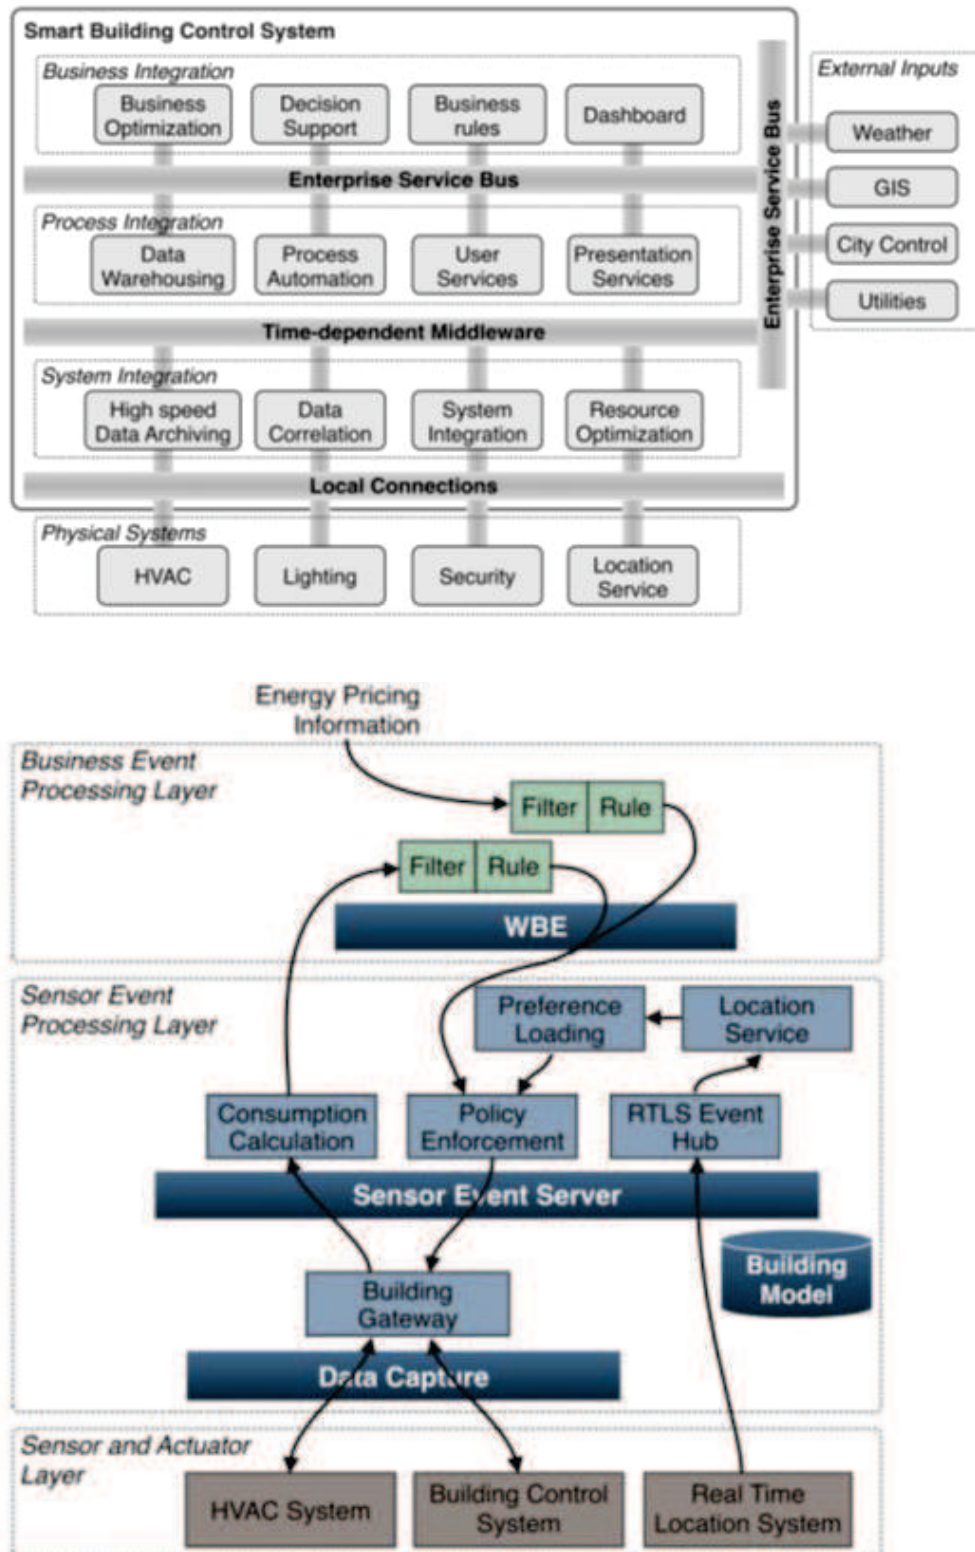 Smart Building Control System
Business Integration
Business
Optimization
Decision
Support
Business
rules
Dashboard
Enterprise Service Bus
Process Integration
Data
Warehousing
Process
Automation
User
Services
Presentation
Services
Time-dependent Middleware
System Integration
High speed
Data Archiving
Data
Correlation
System
Integration
Resource
Optimization
Local Connections
Physical Systems
HVAC
Lighting
Security
Location
Service
Enterprise Service Bus
External Inputs
Weather
GIS
City Control
Utilities
Energy Pricing
Information
Business Event
Processing Layer
Filter
Rule
Filter
Rule
WBE
Sensor Event
Processing Layer
Preference
Loading
Location
Service
Consumption
Calculation
Policy
Enforcement
RTLS Event
Hub
Sensor Event Server
Building
Model
Building
Gateway
Data Capture
Sensor and Actuator
Layer
HVAC System
Building Control
System
Real Time
Location System